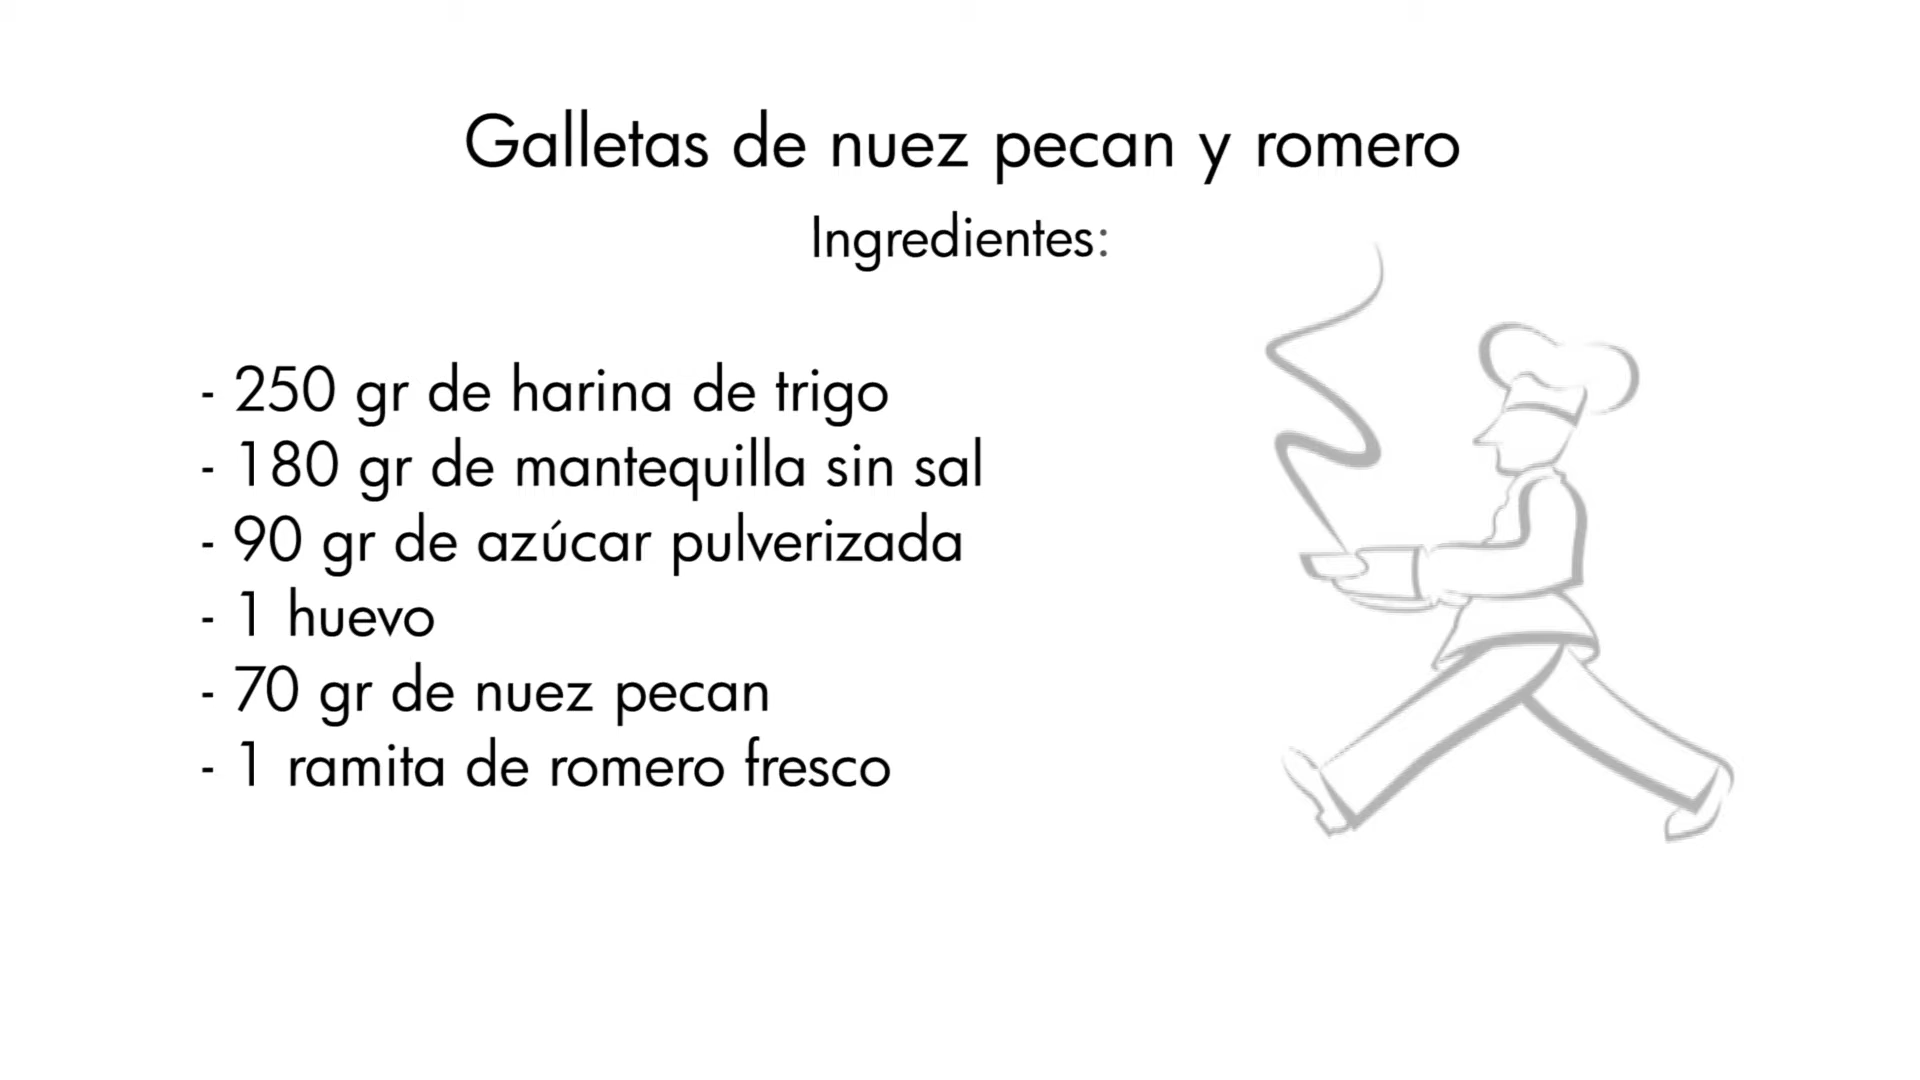 Galletas de nuez pecan y romero
Ingredientes:
- 250 gr de harina de trigo
- 180 gr de mantequilla sin sal
- 90 gr de azúcar pulverizada
- 1 huevo
- 70 gr de nuez pecan
- 1 ramita de romero fresco